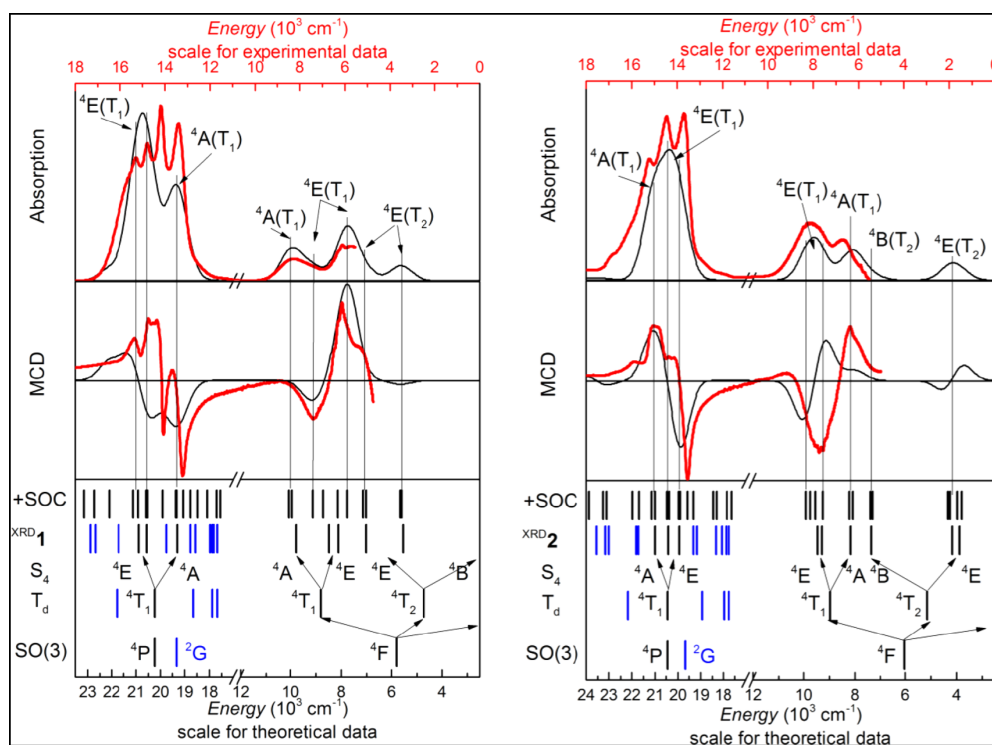 Energy (10³ cm⁻¹)
scale for experimental data
18 16 14 12 10 8 6 4 2 0
Absorption
⁴E(T₁)
⁴A(T₁)
⁴A(T₁)
⁴E(T₁)
⁴E(T₂)
MCD
+SOC
XRD1
S₄
⁴E ⁴A ⁴A ⁴E ⁴E ⁴B
T_d
⁴T₁ ⁴T₁ ⁴T₂
SO(3)
⁴P ²G ⁴F
23 22 21 20 19 18 12 10 8 6 4 2 0
Energy (10³ cm⁻¹)
scale for theoretical data
Energy (10³ cm⁻¹)
scale for experimental data
18 16 14 12 10 8 6 4 2 0
Absorption
⁴A(T₁)
⁴E(T₁)
⁴E(T₁)
⁴A(T₁)
⁴B(T₂)
⁴E(T₂)
MCD
+SOC
XRD2
S₄
⁴A ⁴E ⁴E ⁴A ⁴B ⁴E
T_d
⁴T₁ ⁴T₁ ⁴T₂
SO(3)
⁴P ²G ⁴F
24 23 22 21 20 19 18 12 10 8 6 4 2
Energy (10³ cm⁻¹)
scale for theoretical data